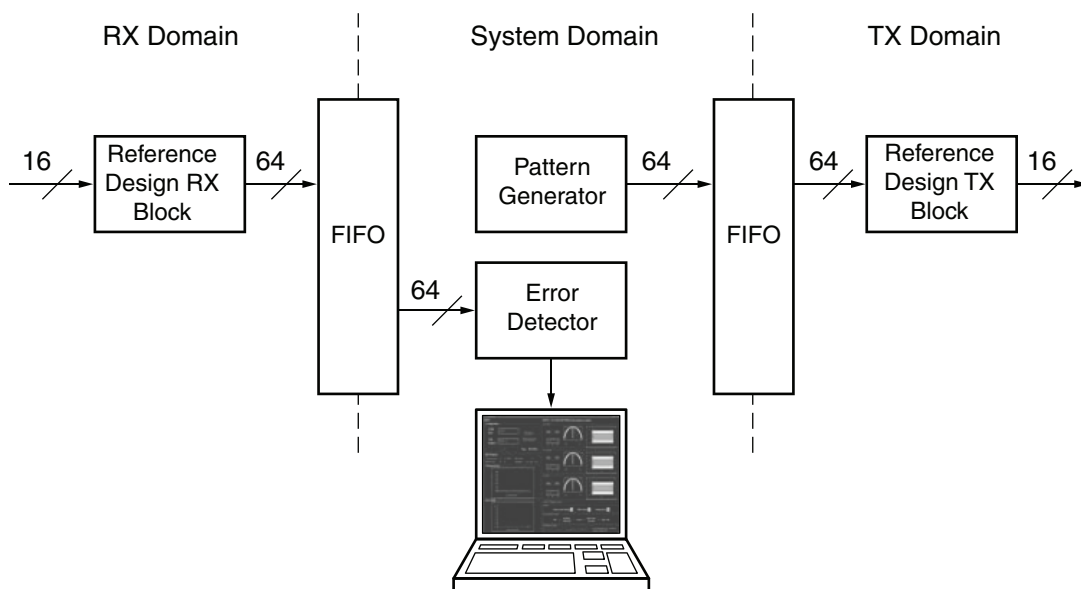 RX Domain
System Domain
TX Domain
16
Reference
Design RX
Block
64
FIFO
64
Error
Detector
Pattern
Generator
64
FIFO
64
Reference
Design TX
Block
16